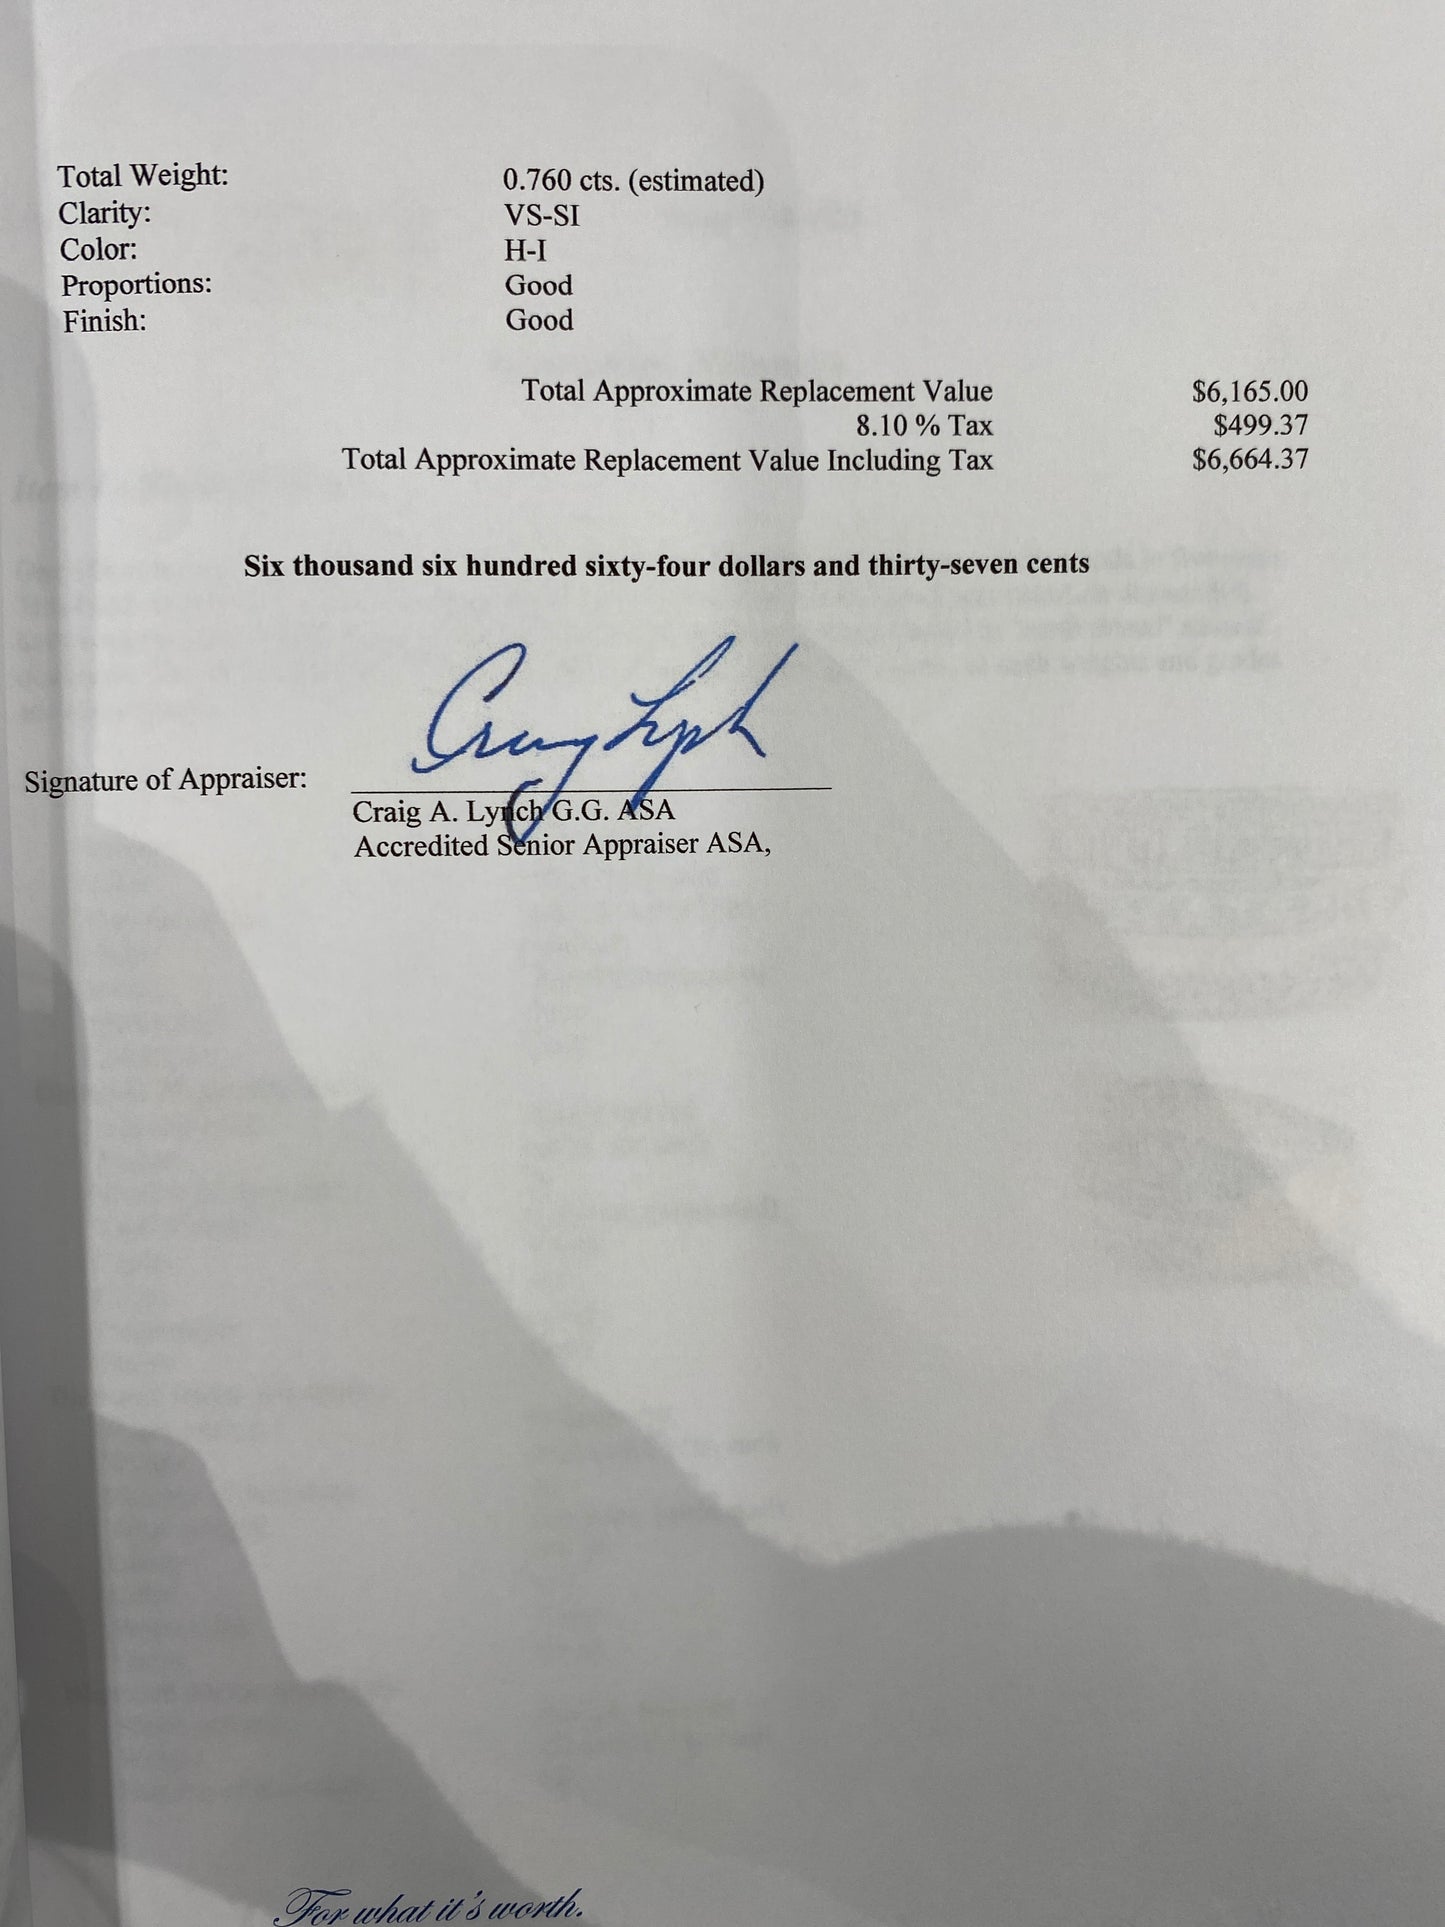 Total Weight: 0.760 cts. (estimated)
Clarity: VS-SI
Color: H-I
Proportions: Good
Finish: Good
Total Approximate Replacement Value $6,165.00
8.10 % Tax $499.37
Total Approximate Replacement Value Including Tax $6,664.37
Six thousand six hundred sixty-four dollars and thirty-seven cents
Craig Lynch
Signature of Appraiser:
Craig A. Lynch G.G. ASA
Accredited Senior Appraiser ASA,
For what it's worth.